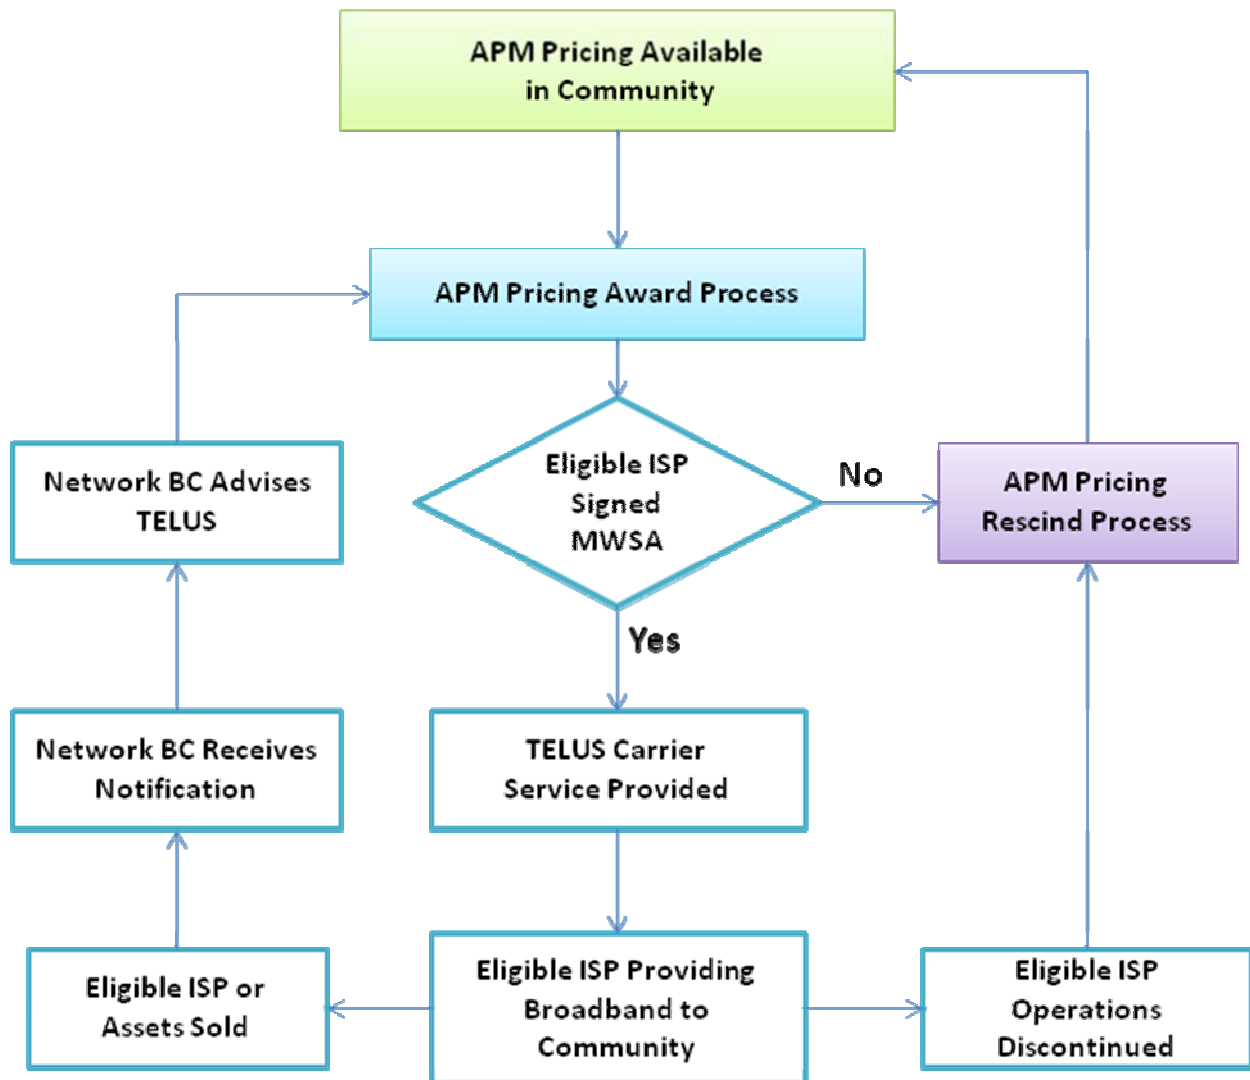 APM Pricing Available
in Community
APM Pricing Award Process
Network BC Advises
TELUS
Eligible ISP
Signed
MWSA
No
APM Pricing
Rescind Process
Yes
Network BC Receives
Notification
TELUS Carrier
Service Provided
Eligible ISP or
Assets Sold
Eligible ISP Providing
Broadband to
Community
Eligible ISP
Operations
Discontinued